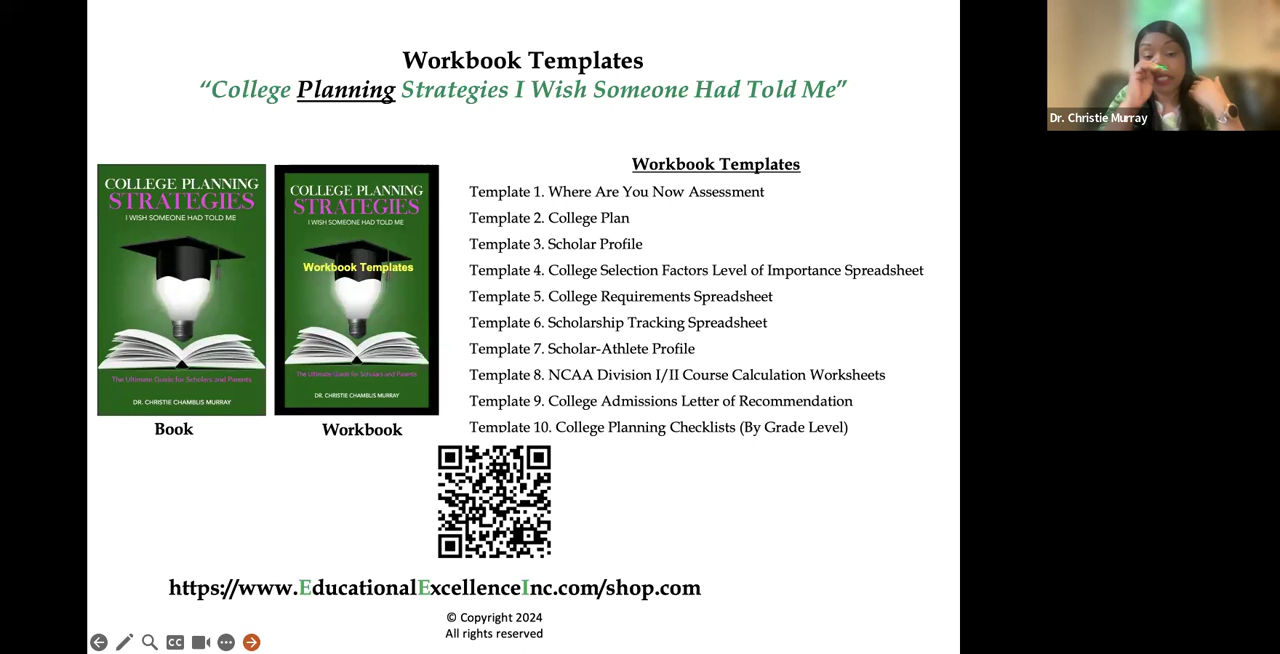 Workbook Templates
“College Planning Strategies I Wish Someone Had Told Me”
Dr. Christie Murray
COLLEGE PLANNING
STRATEGIES
I WISH SOMEONE HAD TOLD ME
The Ultimate Guide for Scholars and Parents
DR. CHRISTIE CHAMBLIS MURRAY
Book
COLLEGE PLANNING
STRATEGIES
I WISH SOMEONE HAD TOLD ME
Workbook Templates
The Ultimate Guide for Scholars and Parents
DR. CHRISTIE CHAMBLIS MURRAY
Workbook
Workbook Templates
Template 1. Where Are You Now Assessment
Template 2. College Plan
Template 3. Scholar Profile
Template 4. College Selection Factors Level of Importance Spreadsheet
Template 5. College Requirements Spreadsheet
Template 6. Scholarship Tracking Spreadsheet
Template 7. Scholar-Athlete Profile
Template 8. NCAA Division I/II Course Calculation Worksheets
Template 9. College Admissions Letter of Recommendation
Template 10. College Planning Checklists (By Grade Level)
https://www.EducationalExcellenceInc.com/shop.com
© Copyright 2024
All rights reserved
CC